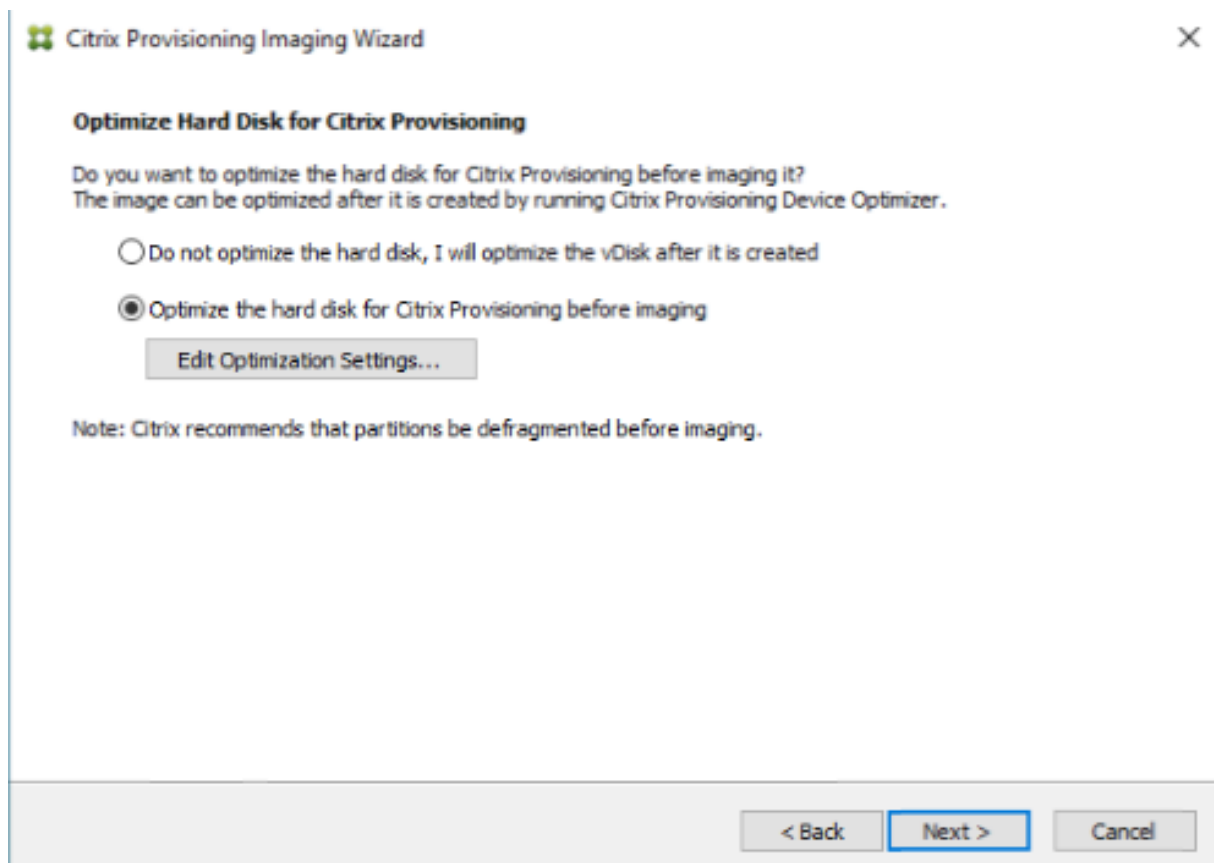 Citrix Provisioning Imaging Wizard
Optimize Hard Disk for Citrix Provisioning
Do you want to optimize the hard disk for Citrix Provisioning before imaging it?
The image can be optimized after it is created by running Citrix Provisioning Device Optimizer.
Do not optimize the hard disk, I will optimize the vDisk after it is created
Optimize the hard disk for Citrix Provisioning before imaging
Edit Optimization Settings...
Note: Citrix recommends that partitions be defragmented before imaging.
< Back Next > Cancel